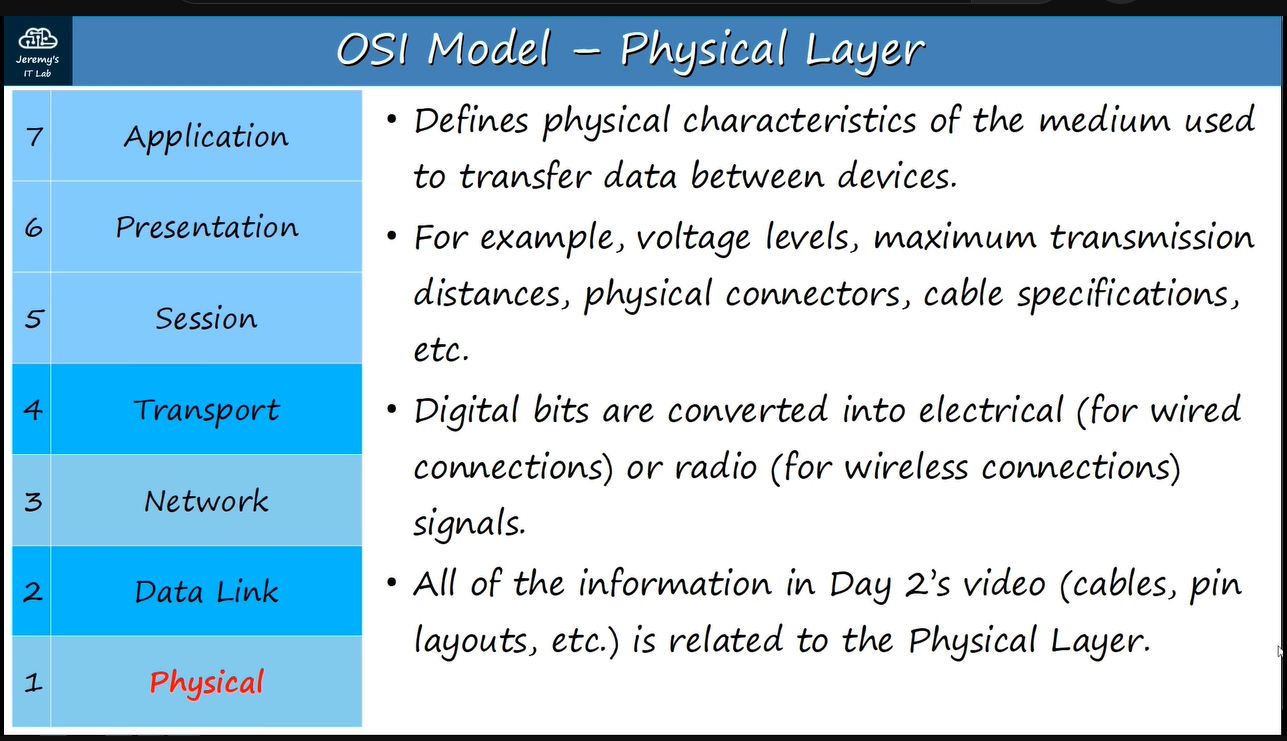 Jeremy's
IT Lab
OSI Model – Physical Layer
7 Application
6 Presentation
5 Session
4 Transport
3 Network
2 Data Link
1 Physical
• Defines physical characteristics of the medium used
to transfer data between devices.
• For example, voltage levels, maximum transmission
distances, physical connectors, cable specifications,
etc.
• Digital bits are converted into electrical (for wired
connections) or radio (for wireless connections)
signals.
• All of the information in Day 2's video (cables, pin
layouts, etc.) is related to the Physical Layer.